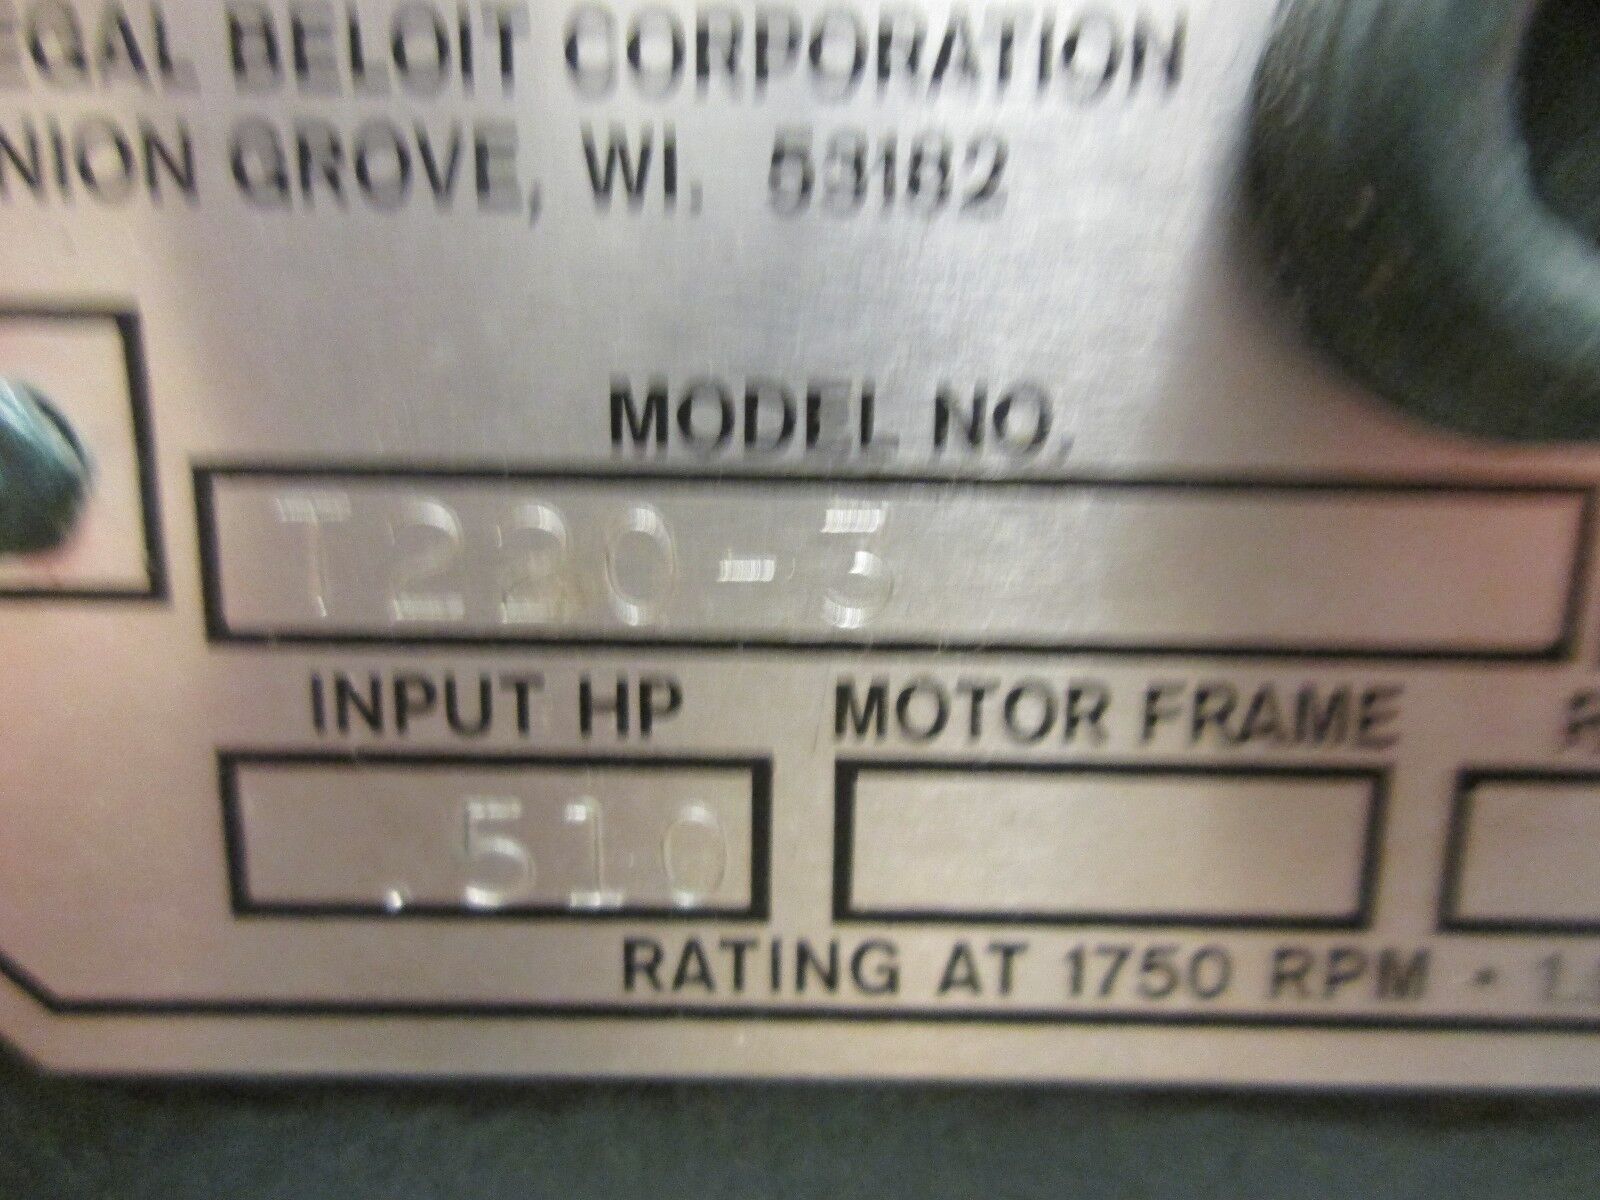 EGAL BELOIT CORPORATION
NION GROVE, WI. 53182
MODEL NO.
T220-3
INPUT HP
MOTOR FRAME
.510
RATING AT 1750 RPM • 1.